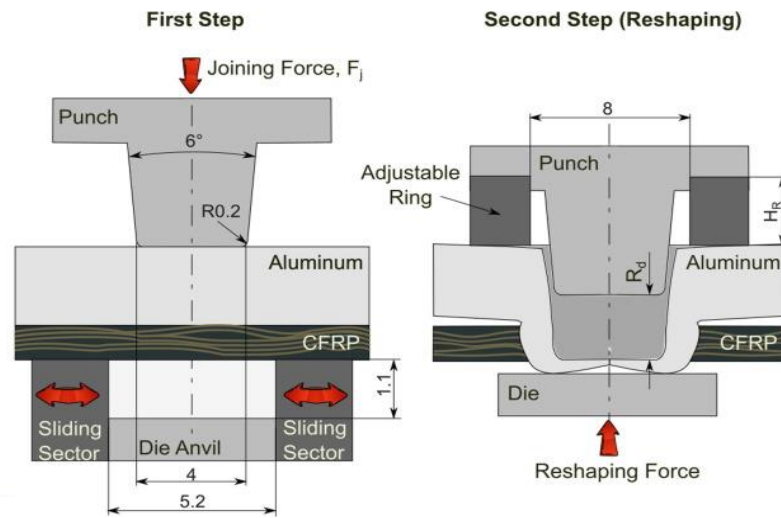 First Step
Second Step (Reshaping)
Joining Force, Fj
Punch
6°
R0.2
Aluminum
CFRP
1.1
Sliding
Sector
Die Anvil
Sliding
Sector
4
5.2
8
Punch
Adjustable
Ring
HR
Rd
Aluminum
CFRP
Die
Reshaping Force